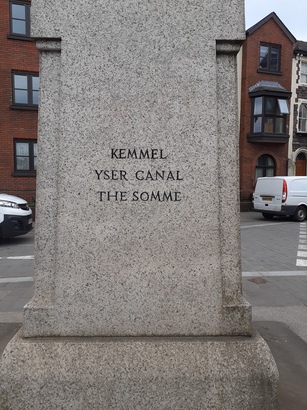 KEMMEL
YSER CANAL
THE SOMME